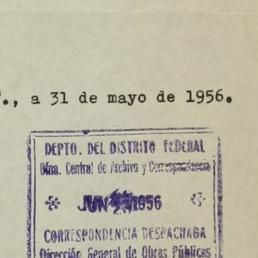 ., a 31 de mayo de 1956.
DEPTO. DEL DISTRITO FEDERAL
Ofna. Central de Archivo y Correspondencia
JUN 1956
CORRESPONDENCIA DESPACHADA
Dirección General de Obras Públicas